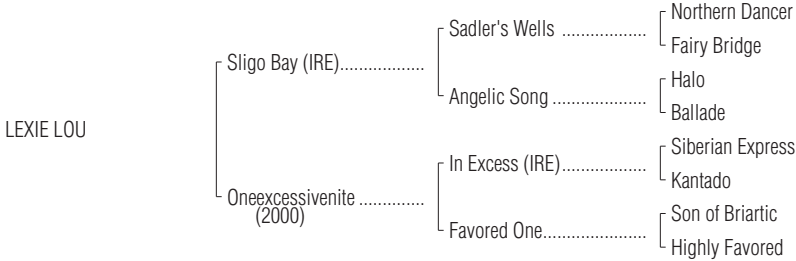 Northern Dancer
Sadler's Wells ...................
Fairy Bridge
Sligo Bay (IRE)..................
Halo
Angelic Song ....................
Ballade
LEXIE LOU
Siberian Express
In Excess (IRE)..................
Kantado
Oneexcessivenite ..............
(2000)
Son of Briartic
Favored One......................
Highly Favored